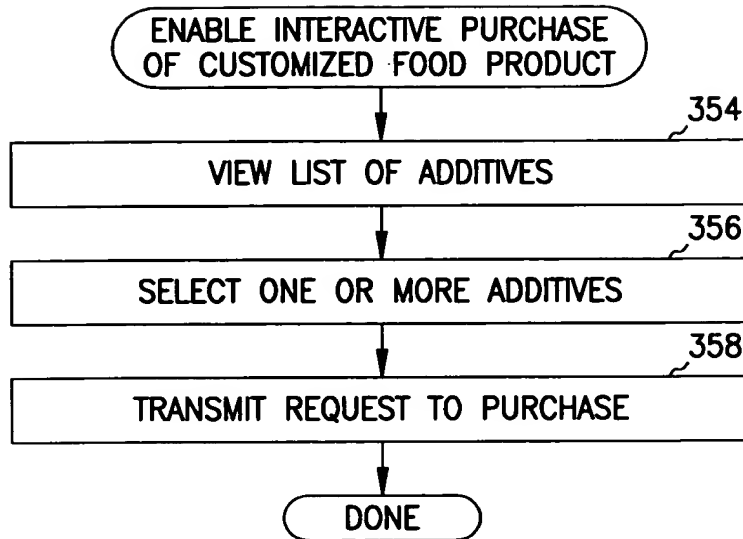 ENABLE INTERACTIVE PURCHASE
OF CUSTOMIZED FOOD PRODUCT
354
VIEW LIST OF ADDITIVES
356
SELECT ONE OR MORE ADDITIVES
358
TRANSMIT REQUEST TO PURCHASE
DONE